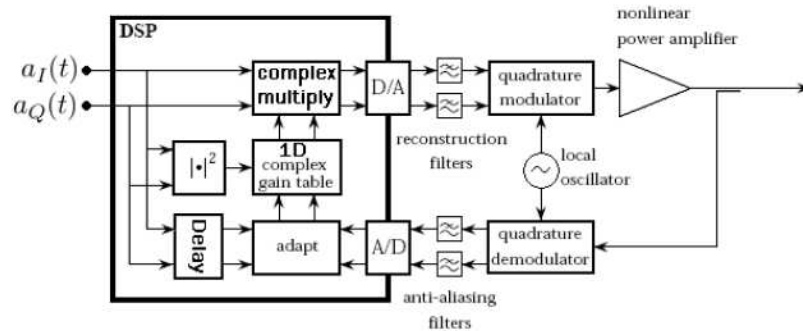 DSP
nonlinear
power amplifier
a_I(t)
a_Q(t)
complex
multiply
D/A
quadrature
modulator
reconstruction
filters
local
oscillator
|•|²
1D
complex
gain table
Delay
adapt
A/D
quadrature
demodulator
anti-aliasing
filters